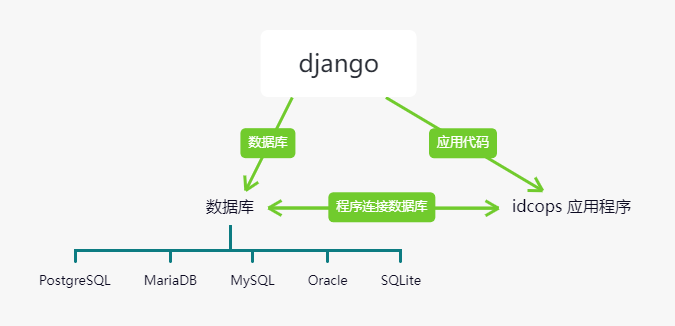 django
数据库
应用代码
数据库
程序连接数据库
idcops 应用程序
PostgreSQL
MariaDB
MySQL
Oracle
SQLite